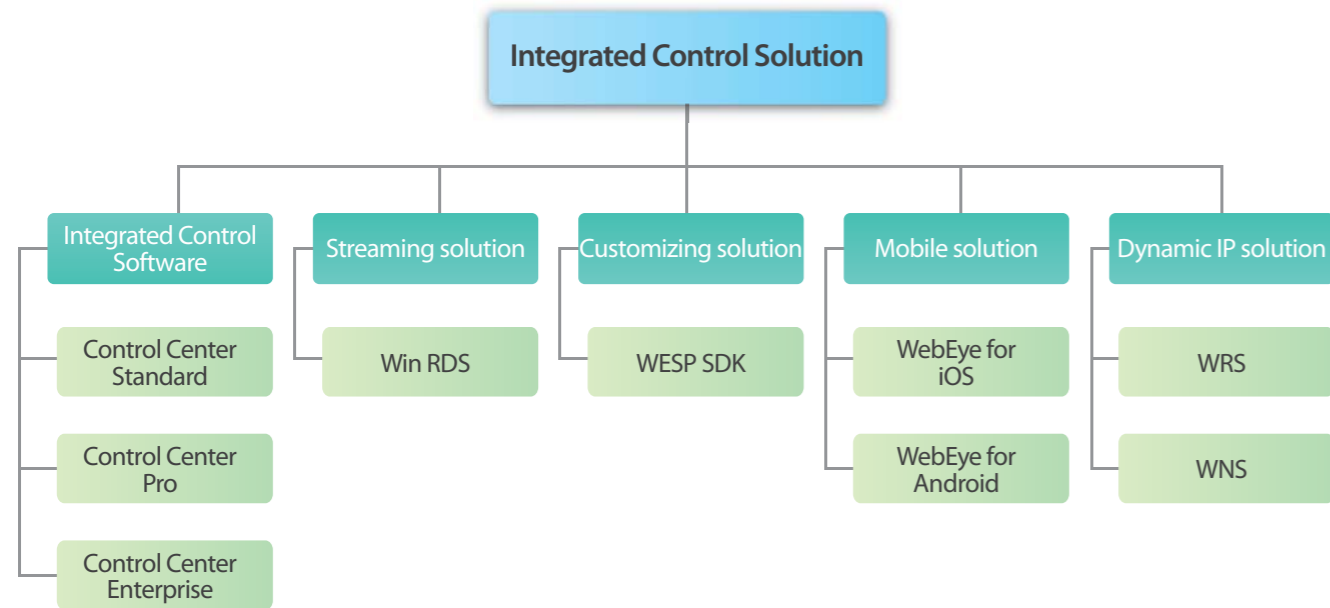 Integrated Control Solution
Integrated Control
Software
Streaming solution
Customizing solution
Mobile solution
Dynamic IP solution
Control Center
Standard
Win RDS
WESP SDK
WebEye for
iOS
WRS
Control Center
Pro
WebEye for
Android
WNS
Control Center
Enterprise